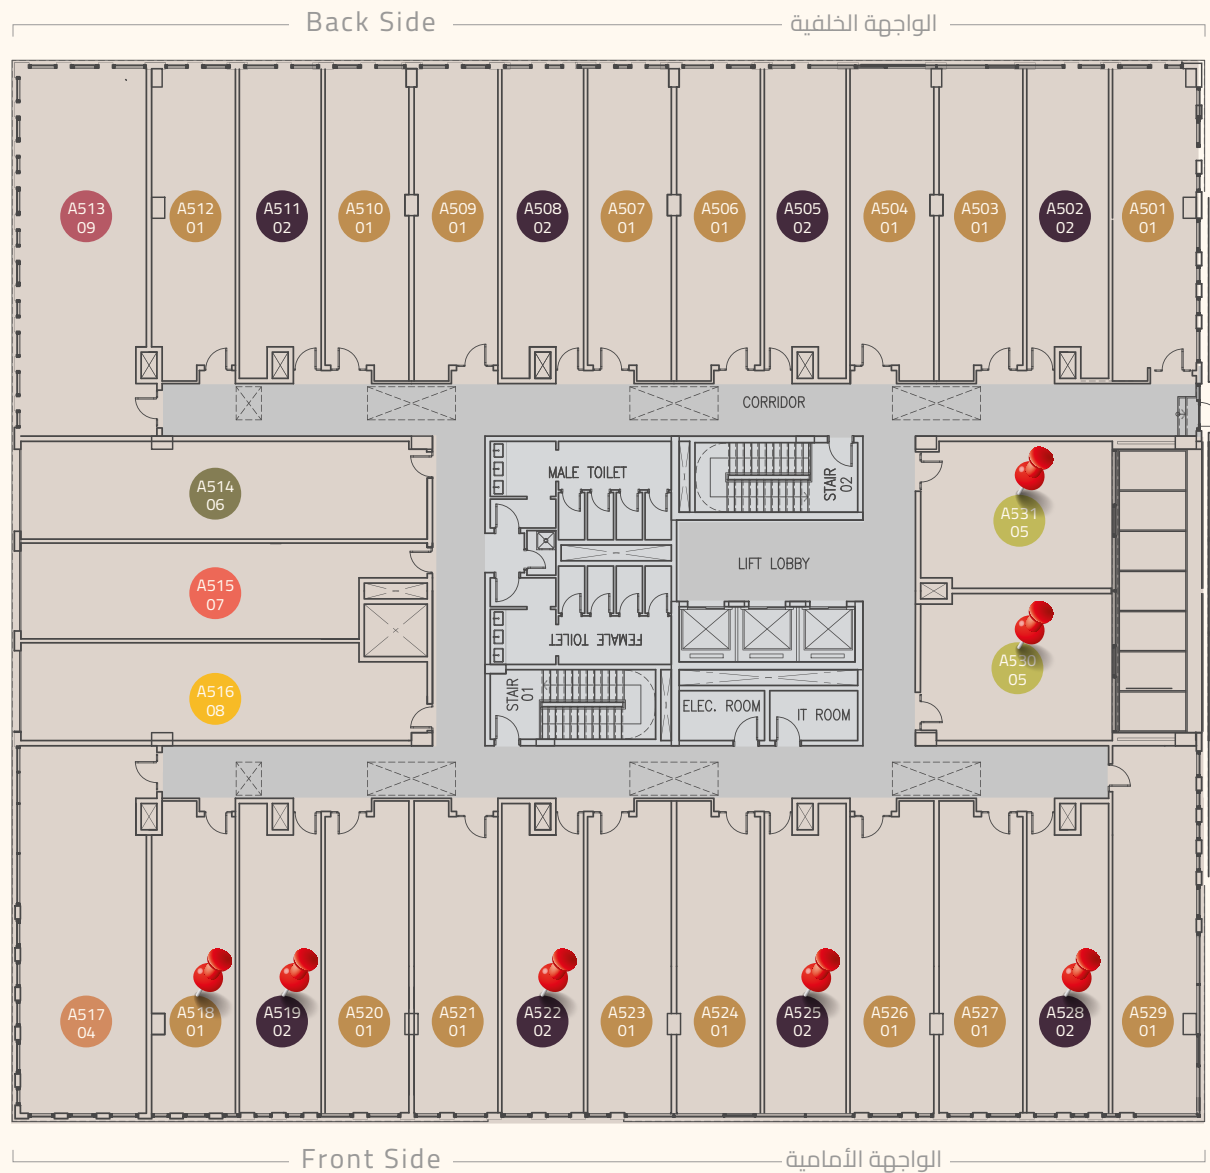 Back Side
الواجهة الخلفية
A513
09
A512
01
A511
02
A510
01
A509
01
A508
02
A507
01
A506
01
A505
02
A504
01
A503
01
A502
02
A501
01
CORRIDOR
A514
06
MALE TOILET
STAIR
02
A531
05
A515
07
LIFT LOBBY
FEMALE TOILET
A530
05
A516
08
STAIR
01
ELEC. ROOM
IT ROOM
A517
04
A518
01
A519
02
A520
01
A521
01
A522
02
A523
01
A524
01
A525
02
A526
01
A527
01
A528
02
A529
01
Front Side
الواجهة الأمامية